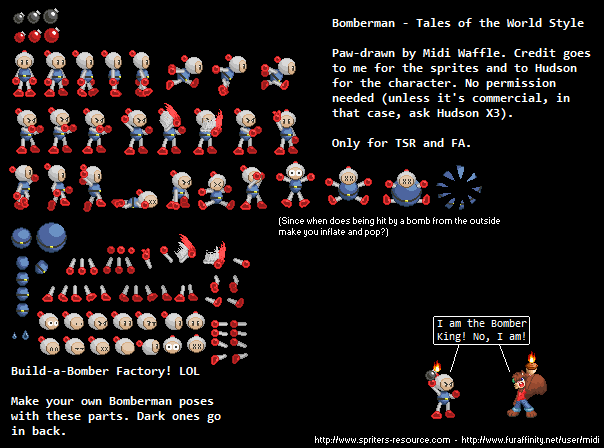 Bomberman - Tales of the World Style
Paw-drawn by Midi Waffle. Credit goes
to me for the sprites and to Hudson
for the character. No permission
needed (unless it's commercial, in
that case, ask Hudson X3).
Only for TSR and FA.
(Since when does being hit by a bomb from the outside
make you inflate and pop?)
Build-a-Bomber Factory! LOL
Make your own Bomberman poses
with these parts. Dark ones go
in back.
I am the Bomber
King! No, I am!
http://www.spriters-resource.com - http://www.furaffinity.net/user/midi